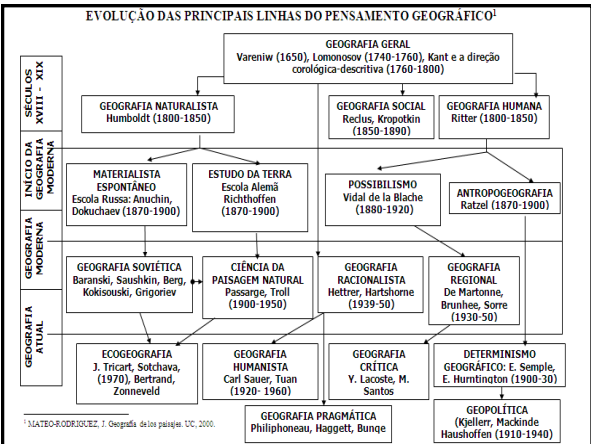 EVOLUÇÃO DAS PRINCIPAIS LINHAS DO PENSAMENTO GEOGRÁFICO¹
GEOGRAFIA GERAL
Vareniw (1650), Lomonosov (1740-1760), Kant e a direção
corológica-descritiva (1760-1800)
SÉCULOS
XVIII - XIX
GEOGRAFIA NATURALISTA
Humboldt (1800-1850)
GEOGRAFIA SOCIAL
Reclus, Kropotkin
(1850-1890)
GEOGRAFIA HUMANA
Ritter (1800-1850)
INÍCIO DA
GEOGRAFIA
MODERNA
MATERIALISTA
ESPONTÂNEO
Escola Russa: Anuchin,
Dokuchaev (1870-1900)
ESTUDO DA TERRA
Escola Alemã
Richthoffen
(1870-1900)
POSSIBILISMO
Vidal de la Blache
(1880-1920)
ANTROPOGEOGRAFIA
Ratzel (1870-1900)
GEOGRAFIA
MODERNA
GEOGRAFIA SOVIÉTICA
Baranski, Saushkin, Berg,
Kokisouski, Grigoriev
CIÊNCIA DA
PAISAGEM NATURAL
Passarge, Troll
(1900-1950)
GEOGRAFIA
RACIONALISTA
Hettrer, Hartshorne
(1939-50)
GEOGRAFIA
REGIONAL
De Martonne,
Brunhee, Sorre
(1930-50)
GEOGRAFIA
ATUAL
ECOGEOGRAFIA
J. Tricart, Sotchava,
(1970), Bertrand,
Zonneveld
GEOGRAFIA
HUMANISTA
Carl Sauer, Tuan
(1920- 1960)
GEOGRAFIA
CRÍTICA
Y. Lacoste, M.
Santos
DETERMINISMO
GEOGRÁFICO: E. Semple,
E. Hurntington (1900-30)
GEOGRAFIA PRAGMÁTICA
Philiphoneau, Haggett, Bunqe
GEOPOLÍTICA
(Kjellerr, Mackinde
Haushoffen (1910-1940)
¹ MATEO-RODRIGUEZ, J. Geografía de los paisajes. UC, 2000.